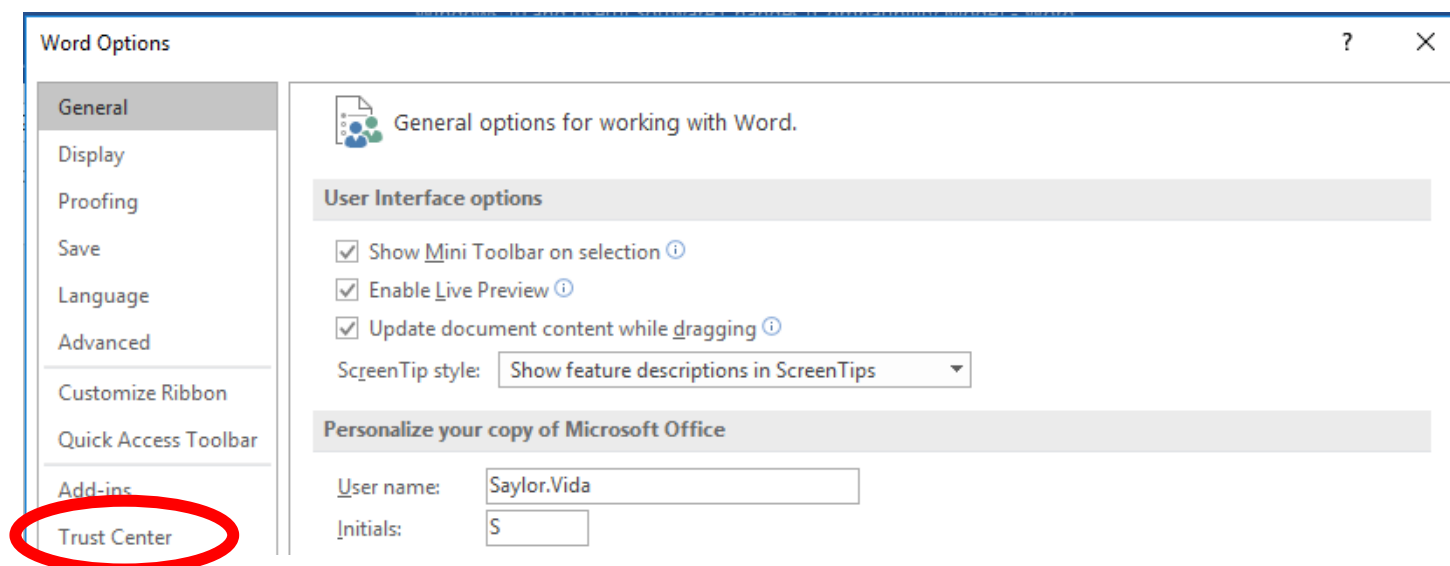 Word Options
?
General
Display
Proofing
Save
Language
Advanced
Customize Ribbon
Quick Access Toolbar
Add-ins
Trust Center
General options for working with Word.
User Interface options
Show Mini Toolbar on selection
Enable Live Preview
Update document content while dragging
ScreenTip style: Show feature descriptions in ScreenTips
Personalize your copy of Microsoft Office
User name: Saylor.Vida
Initials: S